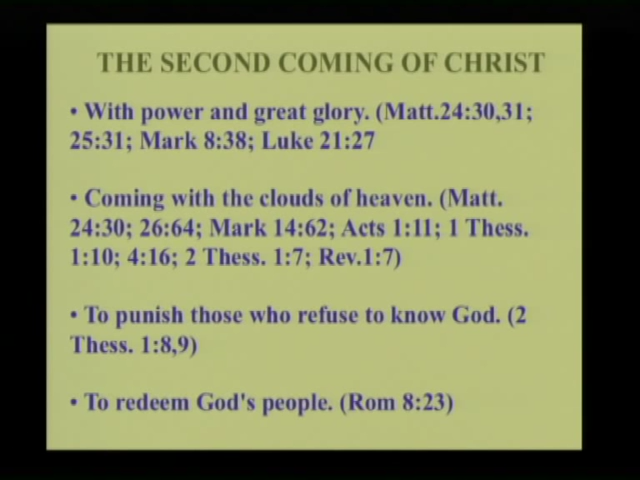 THE SECOND COMING OF CHRIST
• With power and great glory. (Matt.24:30,31;
25:31; Mark 8:38; Luke 21:27
• Coming with the clouds of heaven. (Matt.
24:30; 26:64; Mark 14:62; Acts 1:11; 1 Thess.
1:10; 4:16; 2 Thess. 1:7; Rev.1:7)
• To punish those who refuse to know God. (2
Thess. 1:8,9)
• To redeem God's people. (Rom 8:23)